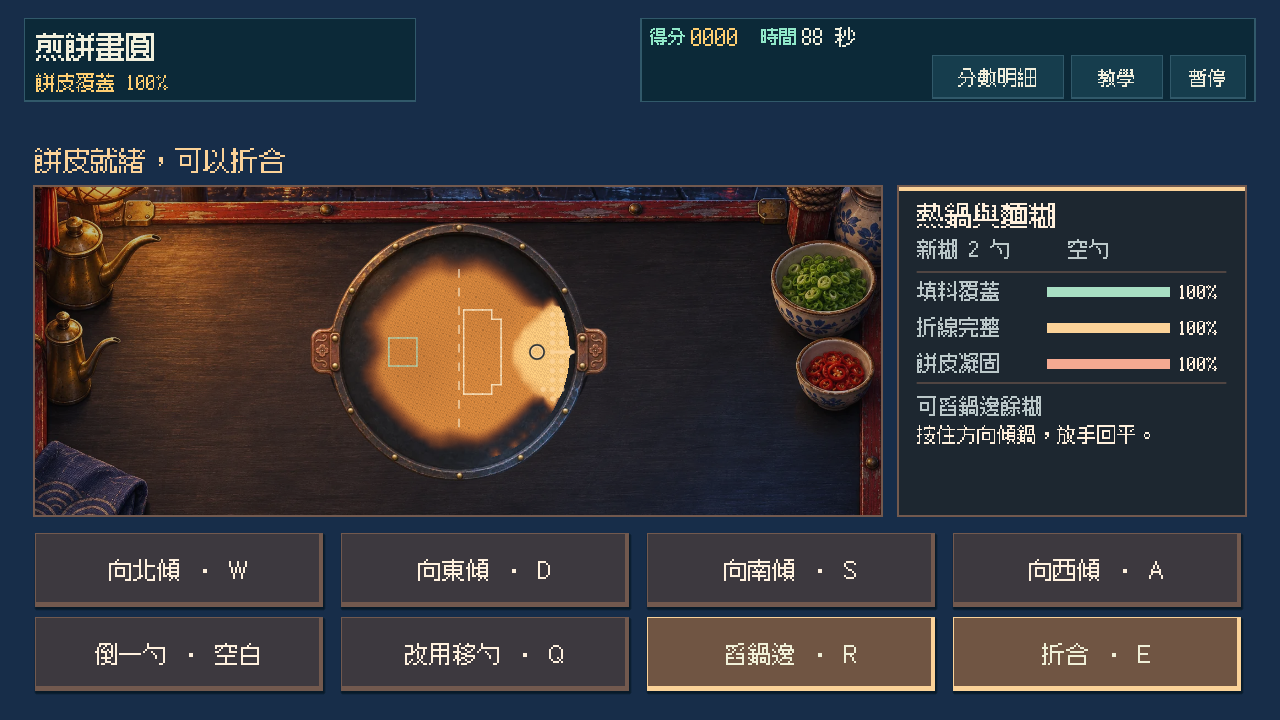 煎餅畫圓
餅皮覆蓋 100%
得分 0000 時間 88 秒
分數明細 教學 暫停
餅皮就緒，可以折合
熱鍋與麵糊
新糊 2 勺 空勺
填料覆蓋 100%
折線完整 100%
餅皮凝固 100%
可舀鍋邊餘糊
按住方向傾鍋，放手回平。
向北傾 · W
向東傾 · D
向南傾 · S
向西傾 · A
倒一勺 · 空白
改用移勺 · Q
舀鍋邊 · R
折合 · E